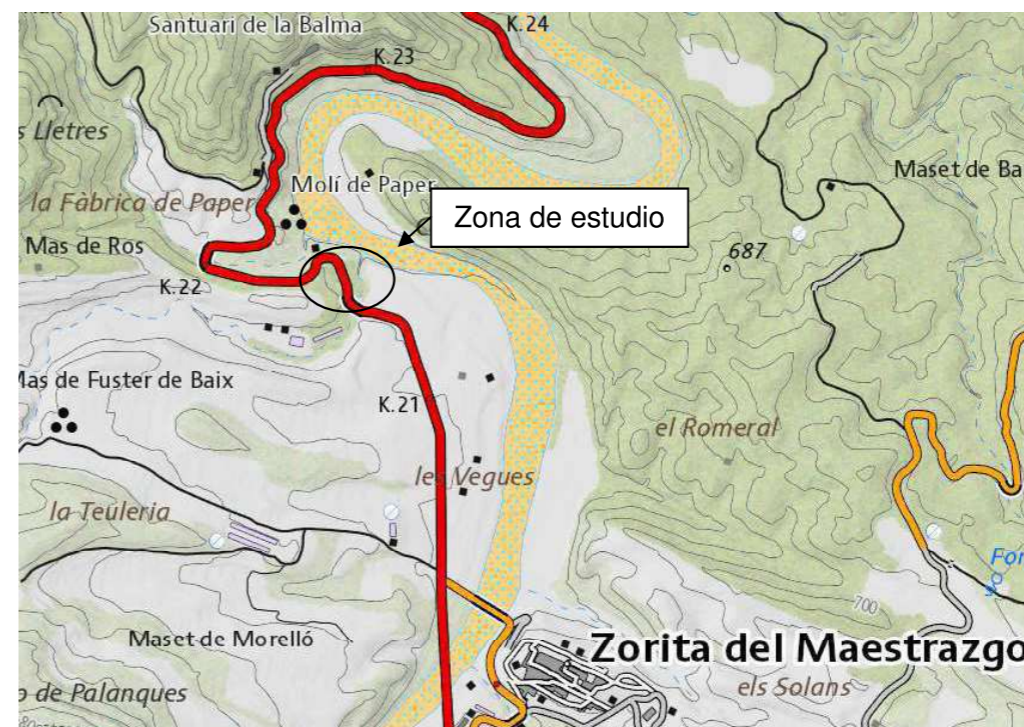 Santuari de la Balma
K.24
K.23
s Lletres
Maset de Ba
Molí de Paper
la Fàbrica de Paper
Zona de estudio
Mas de Ros
687
K.22
Mas de Fuster de Baix
K.21
el Romeral
les Vegues
la Teuleria
Fon
700
Maset de Morelló
Zorita del Maestrazgo
els Solans
o de Palanques